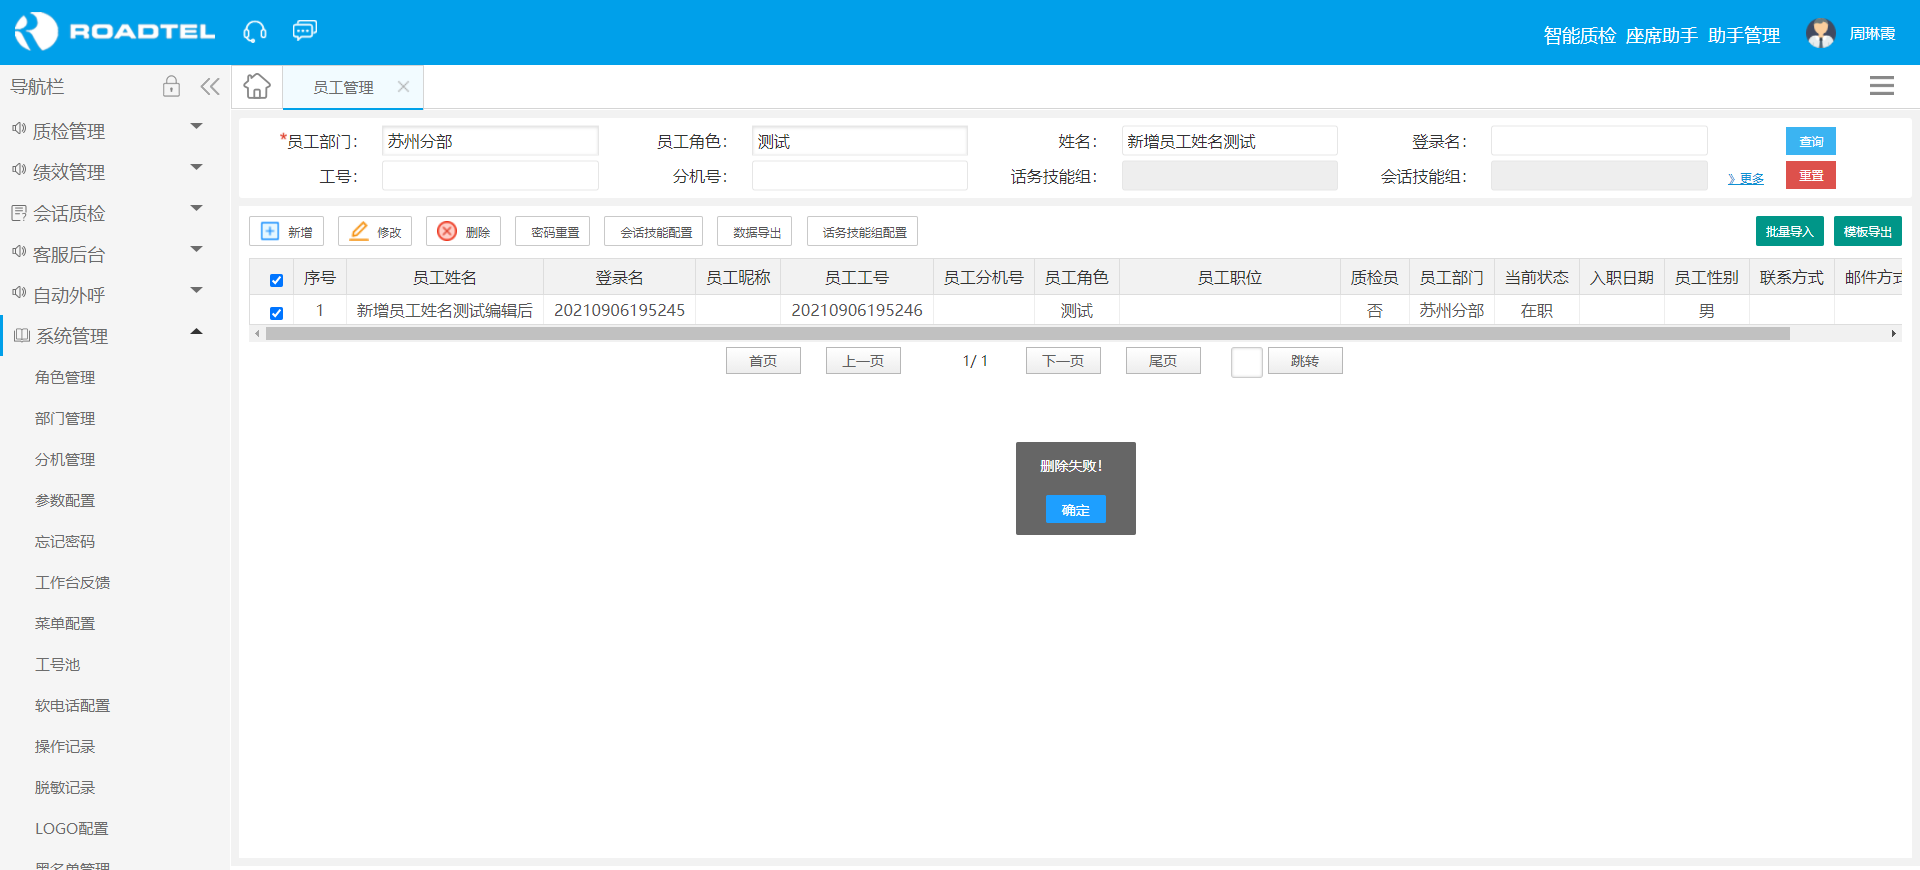 ROADTEL
智能质检 座席助手 助手管理 周琳霞
导航栏
员工管理
质检管理
绩效管理
会话质检
客服后台
自动外呼
系统管理
角色管理
部门管理
分机管理
参数配置
忘记密码
工作台反馈
菜单配置
工号池
软电话配置
操作记录
脱敏记录
LOGO配置
黑名单管理
*员工部门： 苏州分部 员工角色： 测试 姓名： 新增员工姓名测试 登录名： 查询
工号： 分机号： 话务技能组： 会话技能组： 》更多 重置
新增 修改 删除 密码重置 会话技能配置 数据导出 话务技能组配置 批量导入 模板导出
序号 员工姓名 登录名 员工昵称 员工工号 员工分机号 员工角色 员工职位 质检员 员工部门 当前状态 入职日期 员工性别 联系方式 邮件方式
1 新增员工姓名测试编辑后 20210906195245 20210906195246 测试 否 苏州分部 在职 男
首页 上一页 1/ 1 下一页 尾页 跳转
删除失败！
确定